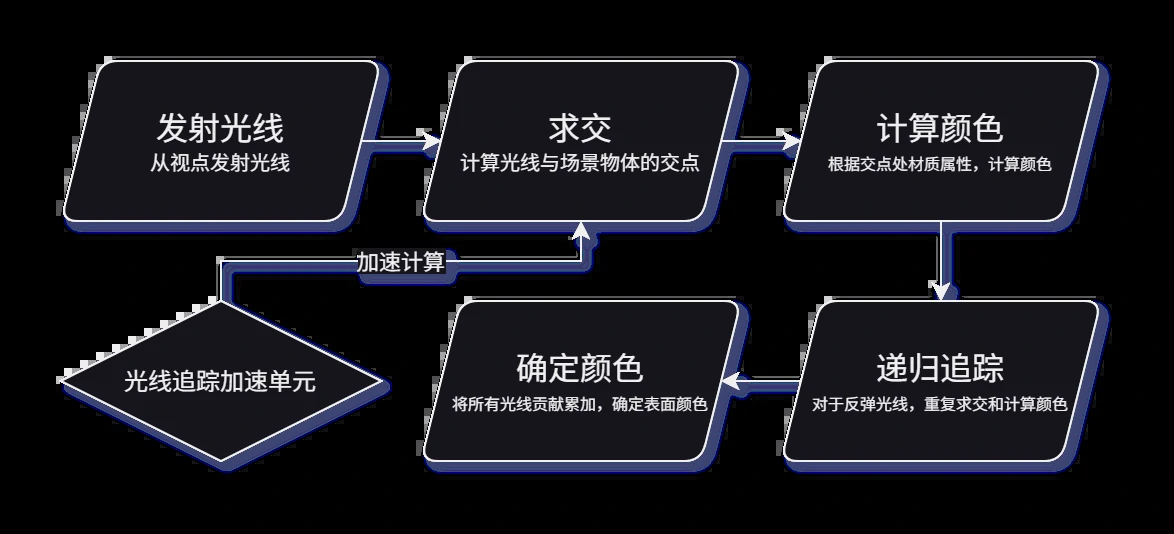 发射光线
从视点发射光线
求交
计算光线与场景物体的交点
计算颜色
根据交点处材质属性，计算颜色
加速计算
光线追踪加速单元
确定颜色
将所有光线贡献累加，确定表面颜色
递归追踪
对于反弹光线，重复求交和计算颜色